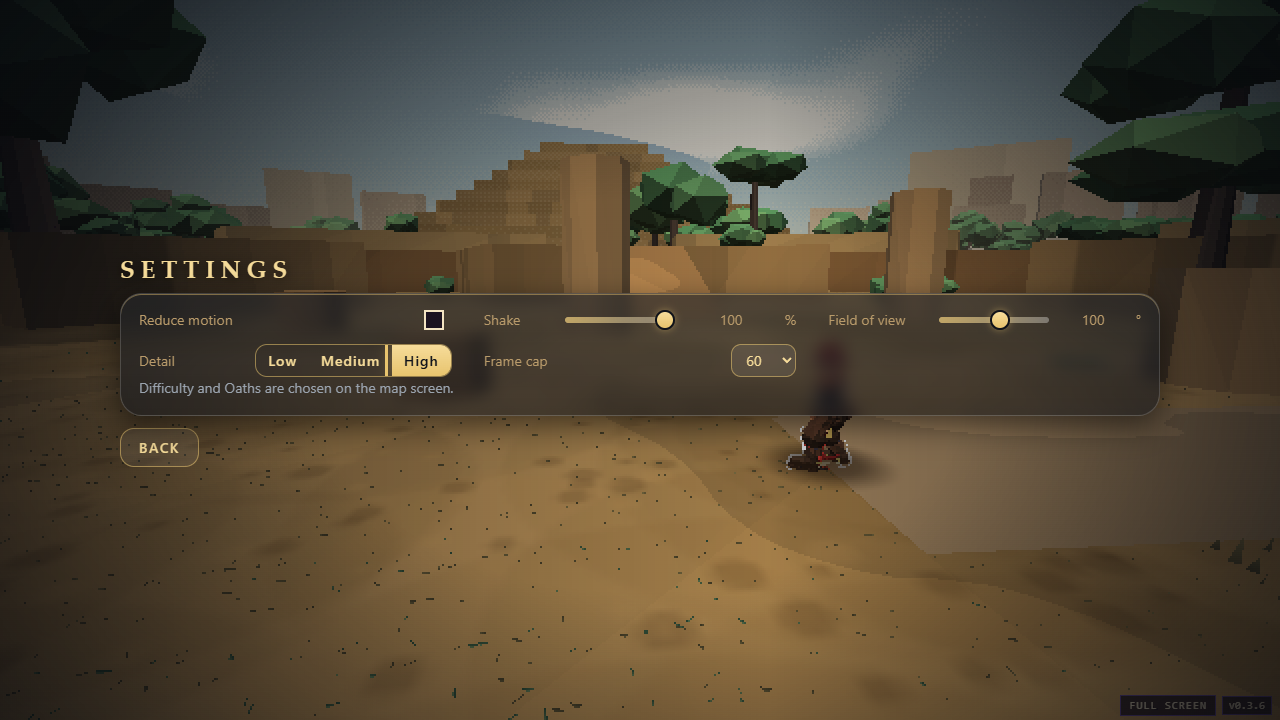 SETTINGS
Reduce motion
Shake 100 %
Field of view 100 °
Detail Low Medium High
Frame cap 60
Difficulty and Oaths are chosen on the map screen.
BACK
FULL SCREEN v0.3.6